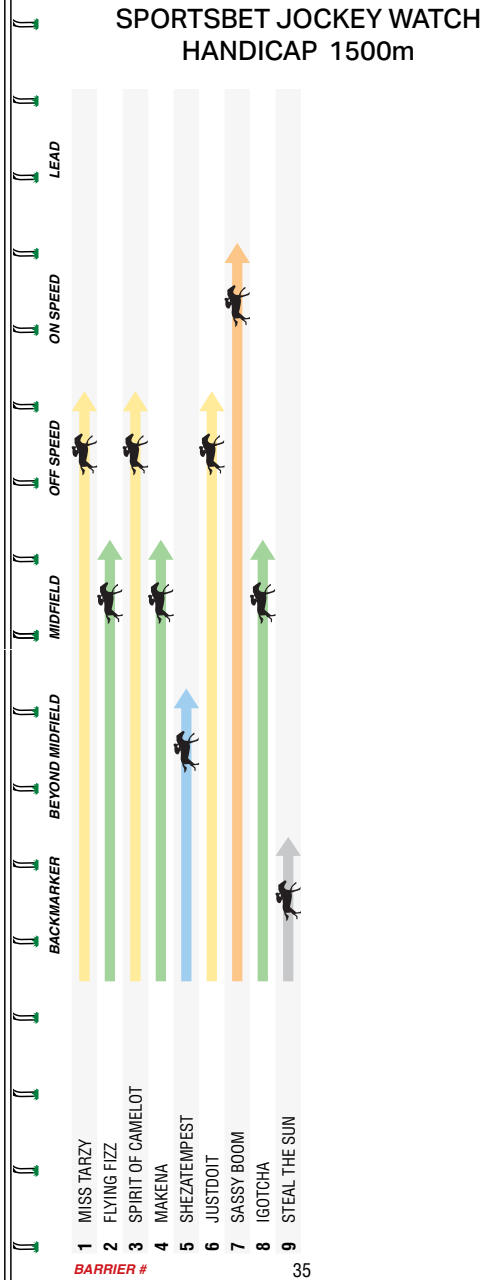 SPORTSBET JOCKEY WATCH
HANDICAP 1500m
LEAD
ON SPEED
OFF SPEED
MIDFIELD
BEYOND MIDFIELD
BACKMARKER
1 MISS TARZY
2 FLYING FIZZ
3 SPIRIT OF CAMELOT
4 MAKENA
5 SHEZATEMPEST
6 JUSTDOIT
7 SASSY BOOM
8 IGOTCHA
9 STEAL THE SUN
BARRIER #
35